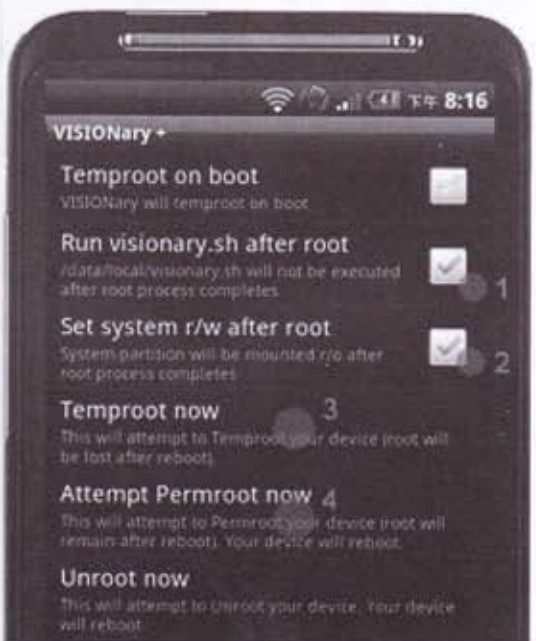 下午 8:16
VISIONary +
Temproot on boot
VISIONary will temproot on boot
Run visionary.sh after root
/data/local/visionary.sh will not be executed
after root process completes
1
Set system r/w after root
System partition will be mounted r/o after
root process completes
2
Temproot now
3
This will attempt to Temproot your device (root will
be lost after reboot).
Attempt Permroot now
4
This will attempt to Permroot your device (root will
remain after reboot). Your device will reboot.
Unroot now
This will attempt to Unroot your device. Your device
will reboot